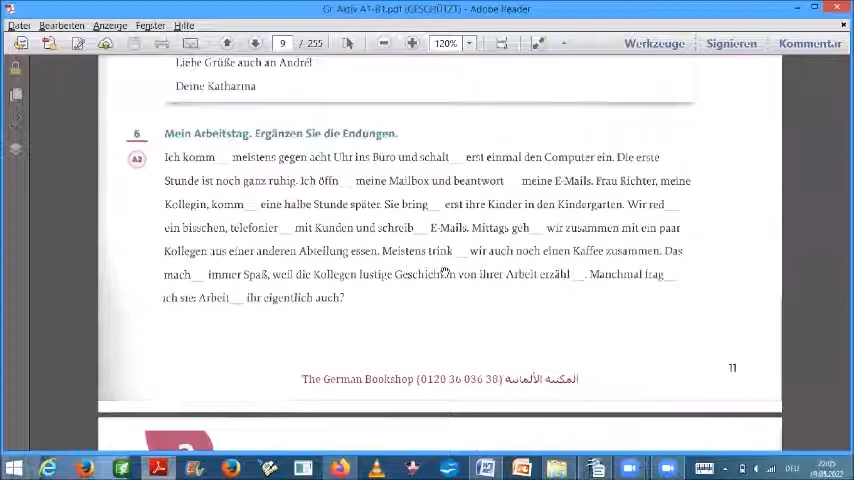 Gr. Aktiv A1-B1.pdf (GESCHÜTZT) - Adobe Reader
Datei Bearbeiten Anzeige Fenster Hilfe
9 / 255 120% Werkzeuge Signieren Kommentar
Liebe Grüße auch an André!
Deine Katharina
6 Mein Arbeitstag. Ergänzen Sie die Endungen.
A2 Ich komm__ meistens gegen acht Uhr ins Büro und schalt__ erst einmal den Computer ein. Die erste
Stunde ist noch ganz ruhig. Ich öffn__ meine Mailbox und beantwort__ meine E-Mails. Frau Richter, meine
Kollegin, komm__ eine halbe Stunde später. Sie bring__ erst ihre Kinder in den Kindergarten. Wir red__
ein bisschen, telefonier__ mit Kunden und schreib__ E-Mails. Mittags geh__ wir zusammen mit ein paar
Kollegen aus einer anderen Abteilung essen. Meistens trink__ wir auch noch einen Kaffee zusammen. Das
mach__ immer Spaß, weil die Kollegen lustige Geschichten von ihrer Arbeit erzähl__. Manchmal frag__
ich sie: Arbeit__ ihr eigentlich auch?
11
The German Bookshop (0120 36 036 38) المكتبة الألمانية
DE 22:05